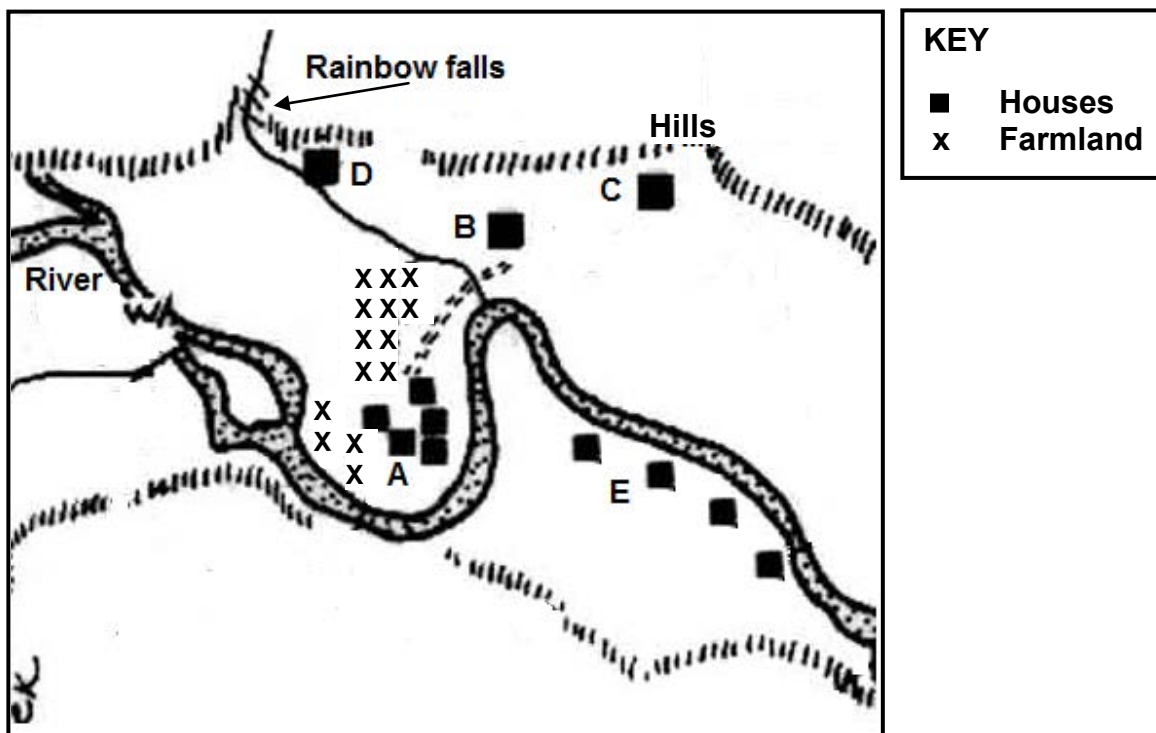 KEY
■ Houses
x Farmland
Rainbow falls
Hills
D
C
B
River
X X X
X X X
X X
X X
X
X X
X
A
E